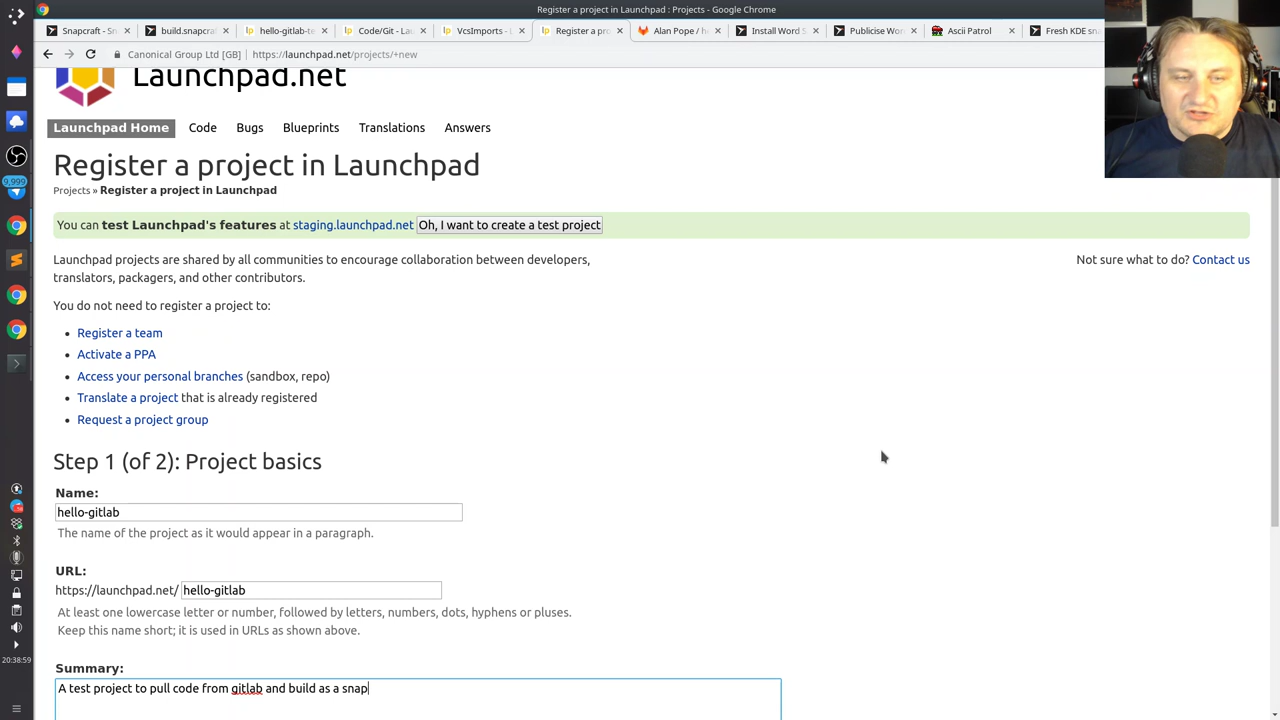 Register a project in Launchpad : Projects - Google Chrome
Snapcraft - Sn
build.snapcraf
hello-gitlab-te
Code/Git - Lau
VcsImports - L
Register a pro
Alan Pope / h
Install Word S
Publicise Wor
Ascii Patrol
Fresh KDE sna
Canonical Group Ltd [GB] | https://launchpad.net/projects/+new
Launchpad.net
Launchpad Home Code Bugs Blueprints Translations Answers
Register a project in Launchpad
Projects » Register a project in Launchpad
You can test Launchpad's features at staging.launchpad.net Oh, I want to create a test project
Launchpad projects are shared by all communities to encourage collaboration between developers,
translators, packagers, and other contributors.
Not sure what to do? Contact us
You do not need to register a project to:
Register a team
Activate a PPA
Access your personal branches (sandbox, repo)
Translate a project that is already registered
Request a project group
Step 1 (of 2): Project basics
Name:
hello-gitlab
The name of the project as it would appear in a paragraph.
URL:
https://launchpad.net/ hello-gitlab
At least one lowercase letter or number, followed by letters, numbers, dots, hyphens or pluses.
Keep this name short; it is used in URLs as shown above.
Summary:
A test project to pull code from gitlab and build as a snap
9,999
20:38:59